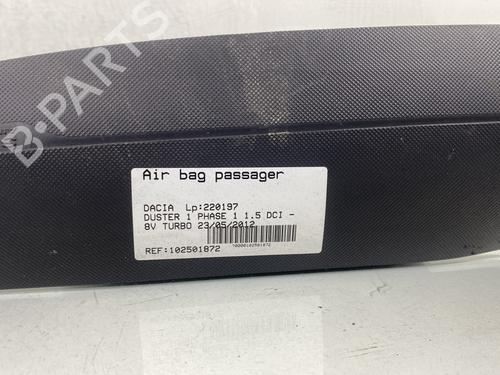 B-PARTS
Air bag passager
DACIA Lp:220197
DUSTER 1 PHASE 1 1.5 DCI -
8V TURBO 23/05/2012
REF:102501872